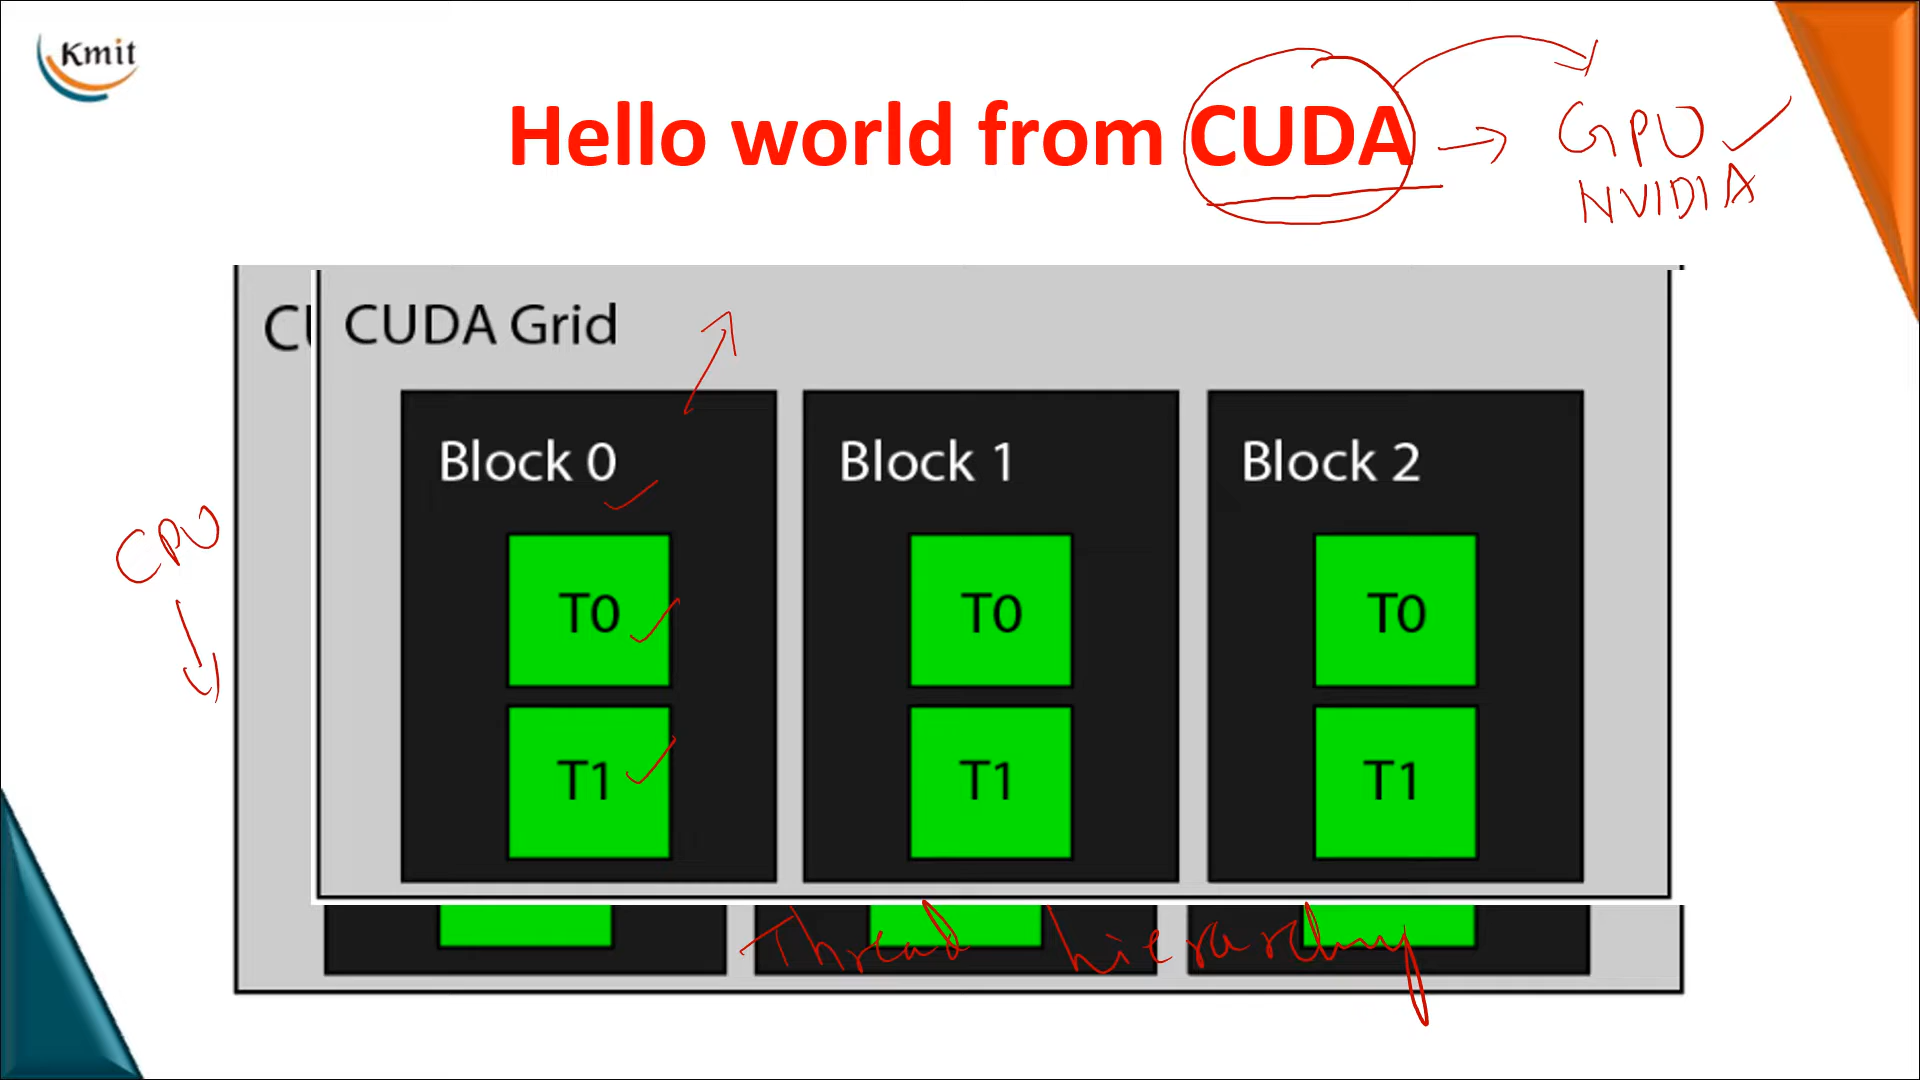 Kmit
Hello world from CUDA
GPU
NVIDIA
CU
CUDA Grid
Block 0
Block 1
Block 2
CPU
T0
T0
T0
T1
T1
T1
Thread hierarchy